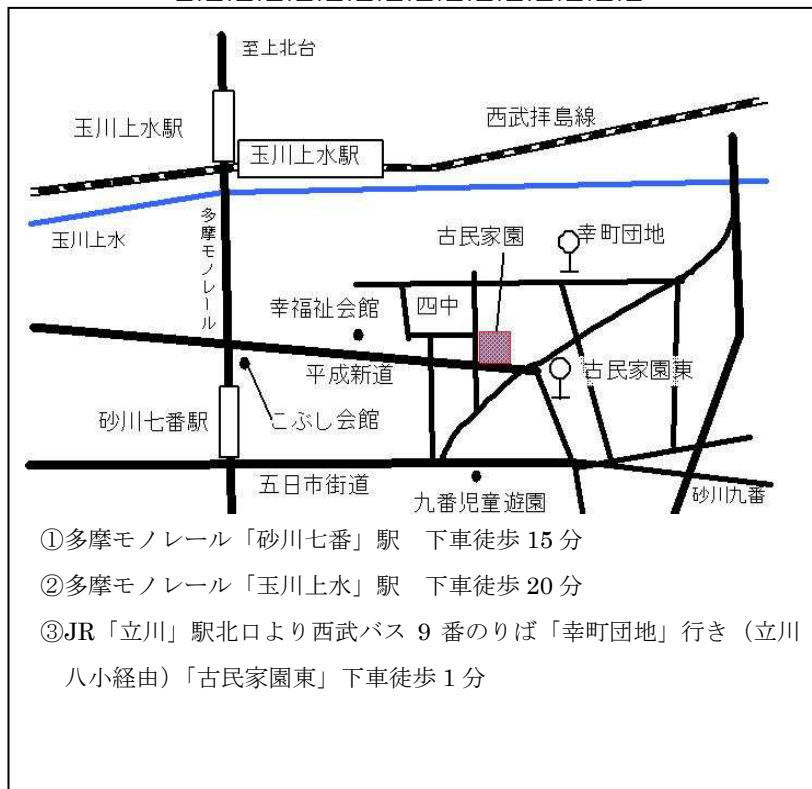 至上北台
玉川上水駅
西武拝島線
玉川上水駅
多摩モノレール
玉川上水
古民家園
幸町団地
幸福祉会館
四中
平成新道
古民家園東
砂川七番駅
こぶし会館
五日市街道
九番児童遊園
砂川九番
①多摩モノレール「砂川七番」駅　下車徒歩 15 分
②多摩モノレール「玉川上水」駅　下車徒歩 20 分
③JR「立川」駅北口より西武バス 9 番のりば「幸町団地」行き（立川
八小経由）「古民家園東」下車徒歩 1 分